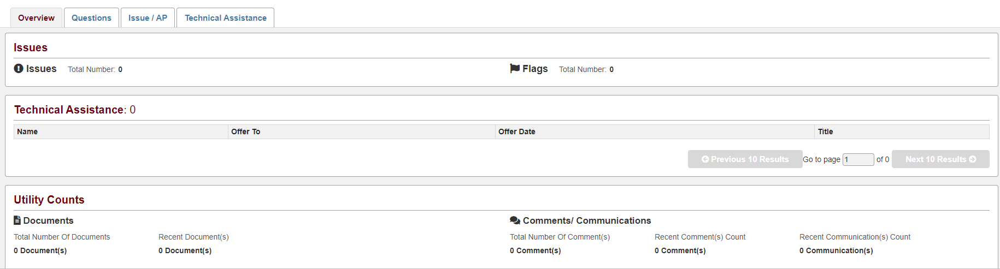 Overview Questions Issue / AP Technical Assistance
Issues
Issues Total Number: 0 Flags Total Number: 0
Technical Assistance: 0
Name Offer To Offer Date Title
Previous 10 Results Go to page 1 of 0 Next 10 Results
Utility Counts
Documents Comments/ Communications
Total Number Of Documents Recent Document(s) Total Number Of Comment(s) Recent Comment(s) Count Recent Communication(s) Count
0 Document(s) 0 Document(s) 0 Comment(s) 0 Comment(s) 0 Communication(s)